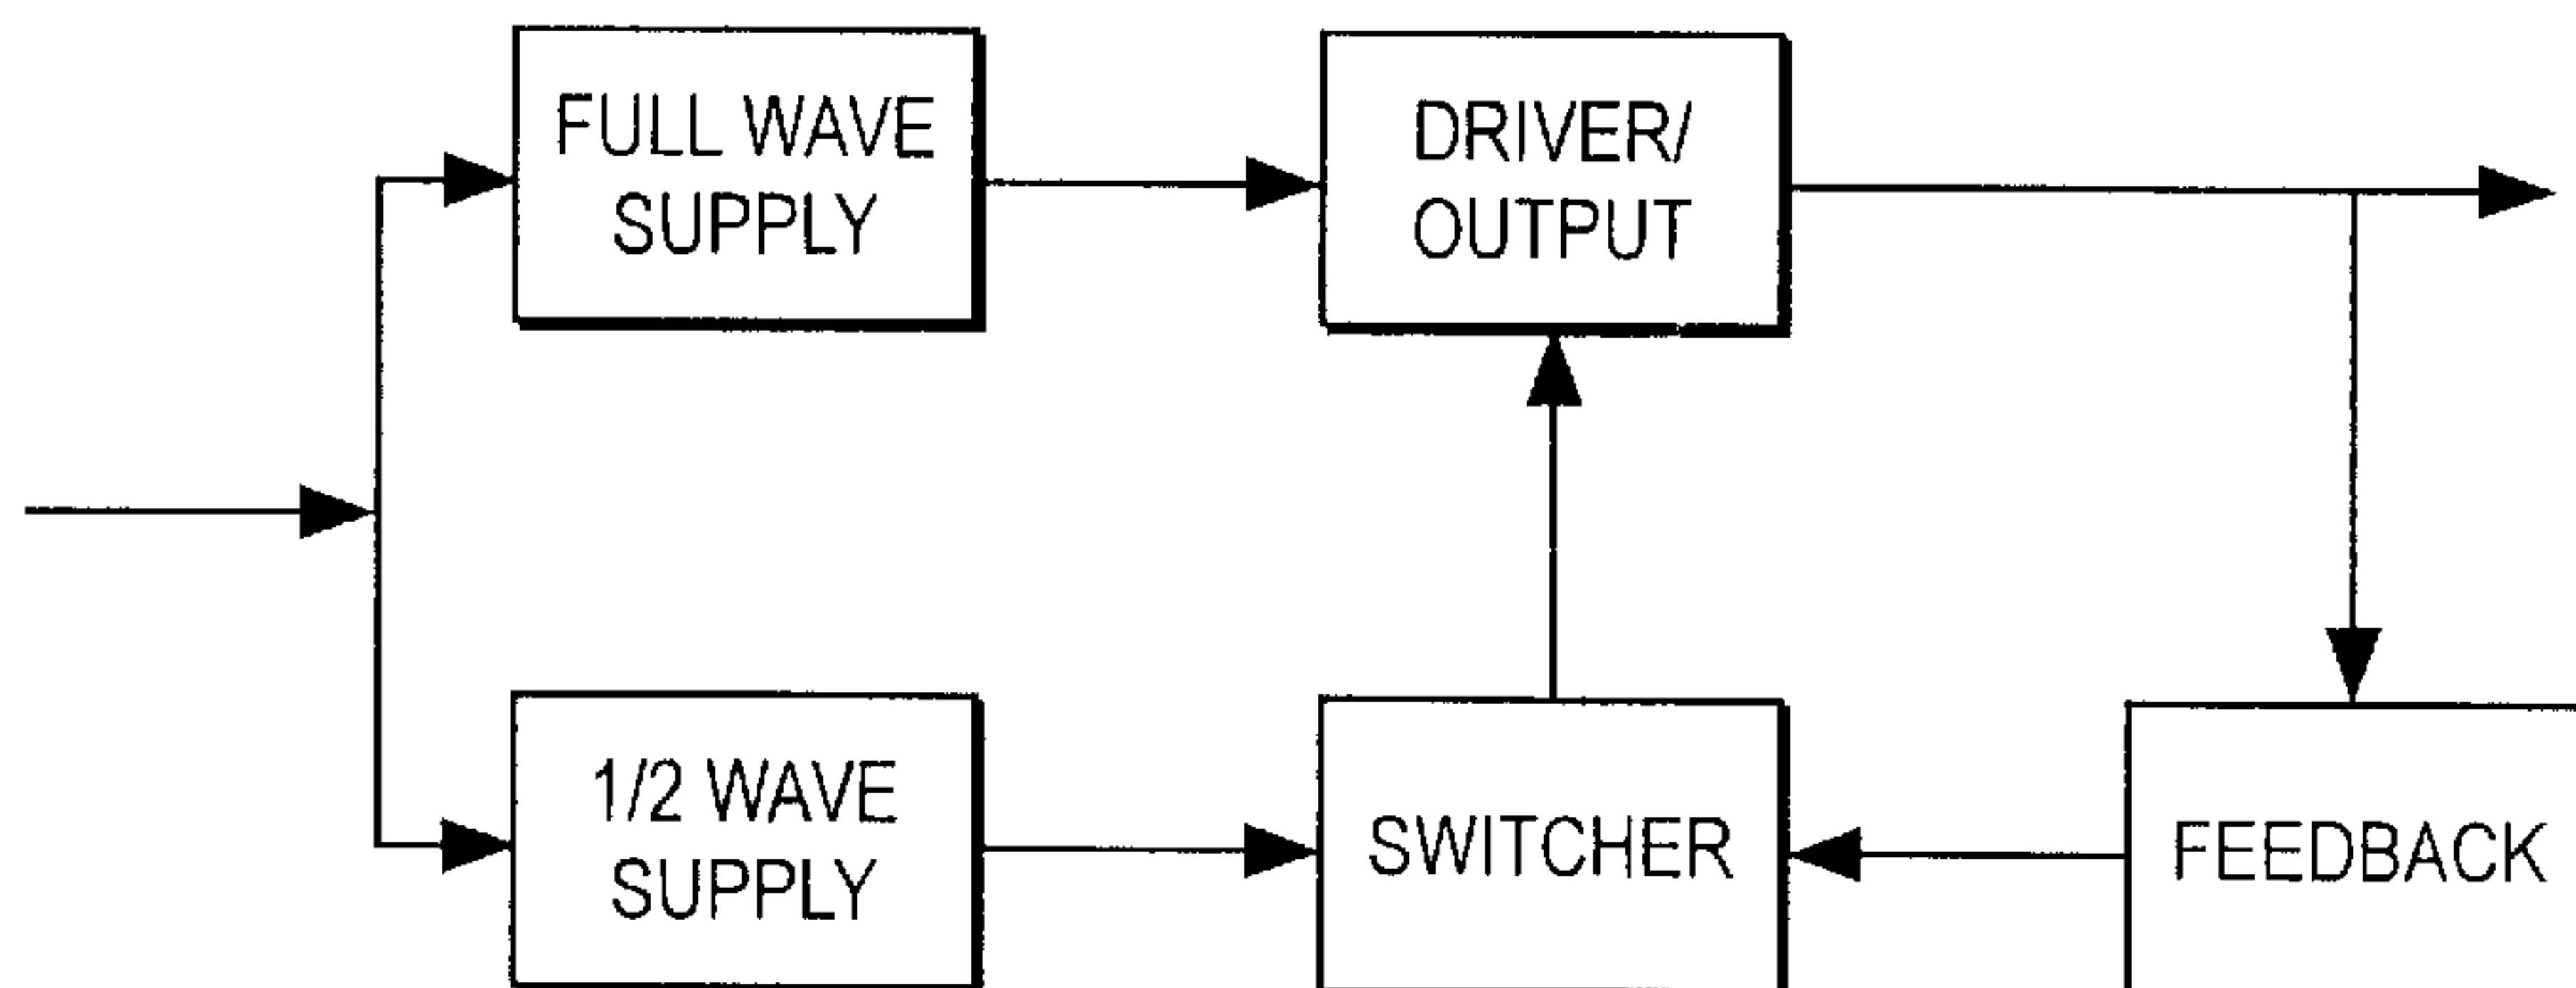 FULL WAVE
SUPPLY
DRIVER/
OUTPUT
1/2 WAVE
SUPPLY
SWITCHER
FEEDBACK